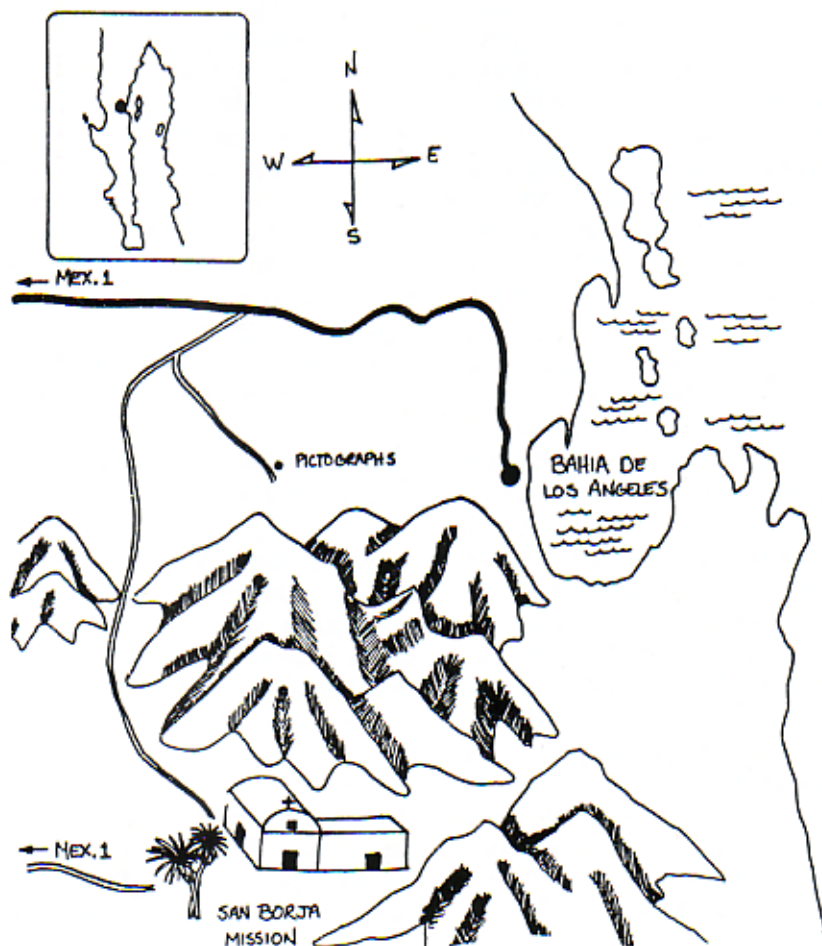 N
W E
S
MEX. 1
PICTOGRAPHS
BAHIA DE
LOS ANGELES
MEX. 1
SAN BORJA
MISSION